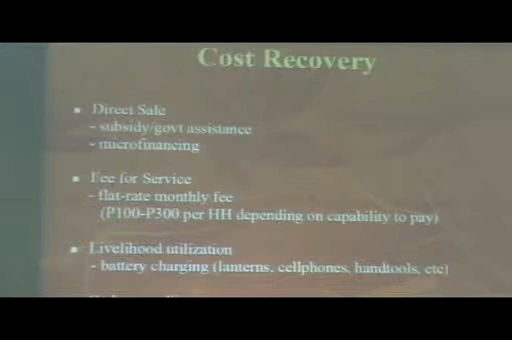 Cost Recovery
▪ Direct Sale
- subsidy/govt assistance
- microfinancing
▪ Fee for Service
- flat-rate monthly fee
(P100-P300 per HH depending on capability to pay)
▪ Livelihood utilization
- battery charging (lanterns, cellphones, handtools, etc)